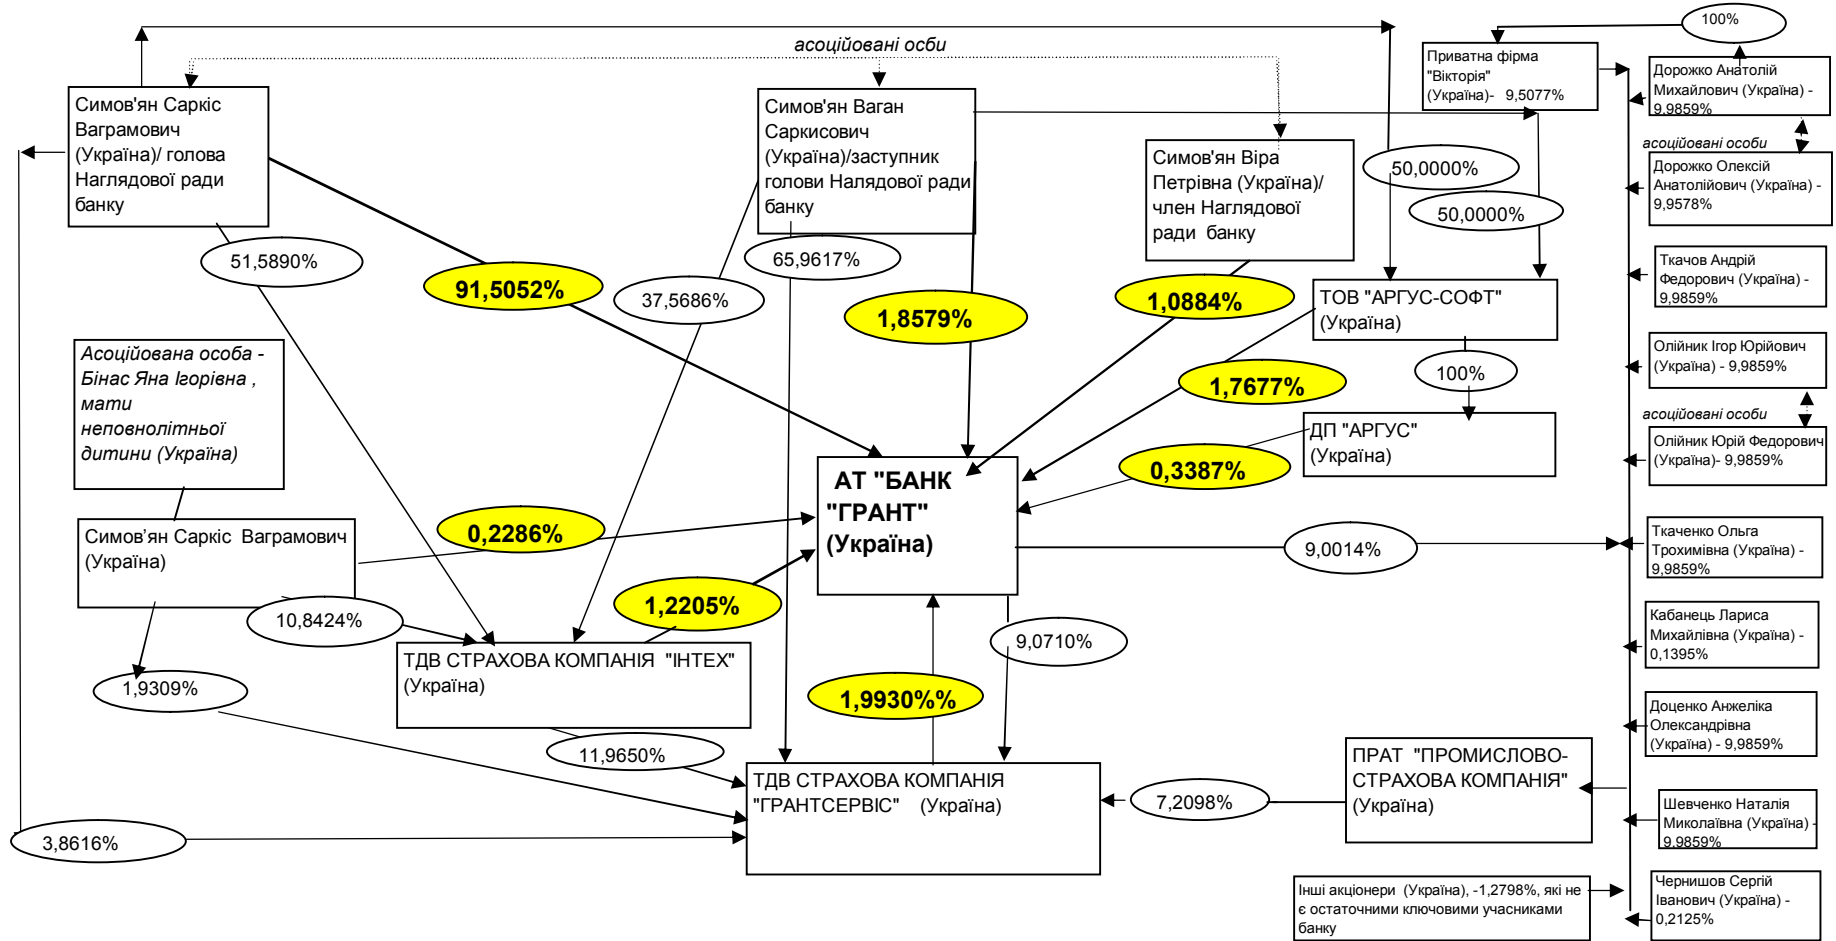 асоційовані осби
100%
Симов'ян Саркіс
Ваграмович
(Україна)/ голова
Наглядової ради
банку
Симов'ян Ваган
Саркисович
(Україна)/заступник
голови Налядової ради
банку
Симов'ян Віра
Петрівна (Україна)/
член Наглядової
ради банку
Приватна фірма
"Вікторія"
(Україна)- 9,5077%
Дорожко Анатолій
Михайлович (Україна) -
9,9859%
асоційовані особи
Дорожко Олексій
Анатолійович (Україна) -
9,9578%
50,0000%
50,0000%
51,5890%
91,5052%
37,5686%
65,9617%
1,8579%
1,0884%
ТОВ "АРГУС-СОФТ"
(Україна)
Ткачов Андрій
Федорович (Україна) -
9,9859%
Асоційована особа -
Бінас Яна Ігорівна ,
мати
неповнолітньої
дитини (Україна)
1,7677%
100%
Олійник Ігор Юрійович
(Україна) - 9,9859%
асоційовані особи
Олійник Юрій Федорович
(Україна)- 9,9859%
ДП "АРГУС"
(Україна)
0,3387%
АТ "БАНК
"ГРАНТ"
(Україна)
Симов’ян Саркіс Ваграмович
(Україна)
0,2286%
9,0014%
Ткаченко Ольга
Трохимівна (Україна) -
9,9859%
10,8424%
1,2205%
9,0710%
Кабанець Лариса
Михайлівна (Україна) -
0,1395%
ТДВ СТРАХОВА КОМПАНІЯ "ІНТЕХ"
(Україна)
1,9309%
1,9930%%
Доценко Анжеліка
Олександрівна
(Україна) - 9,9859%
11,9650%
ТДВ СТРАХОВА КОМПАНІЯ
"ГРАНТСЕРВІС" (Україна)
7,2098%
ПРАТ "ПРОМИСЛОВО-
СТРАХОВА КОМПАНІЯ"
(Україна)
Шевченко Наталія
Миколаївна (Україна) -
9,9859%
3,8616%
Інші акціонери (Україна), -1,2798%, які не
є остаточними ключовими учасниками
банку
Чернишов Сергій
Іванович (Україна) -
0,2125%